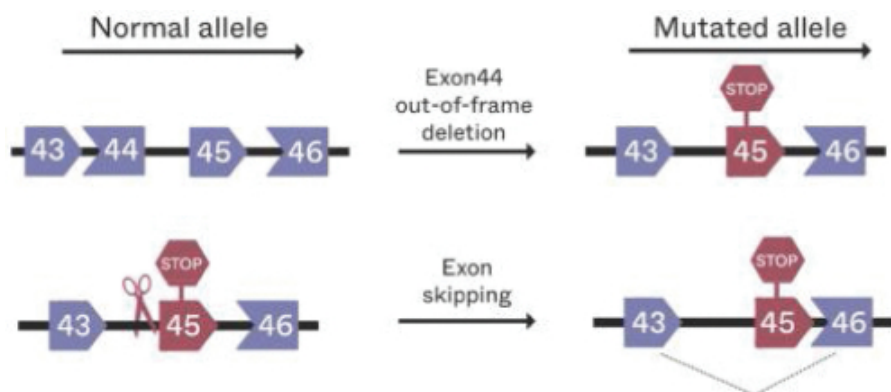 Normal allele
Mutated allele
Exon44
out-of-frame
deletion
STOP
43 44 45 46
43 45 46
STOP
STOP
Exon
skipping
43 45 46
43 45 46